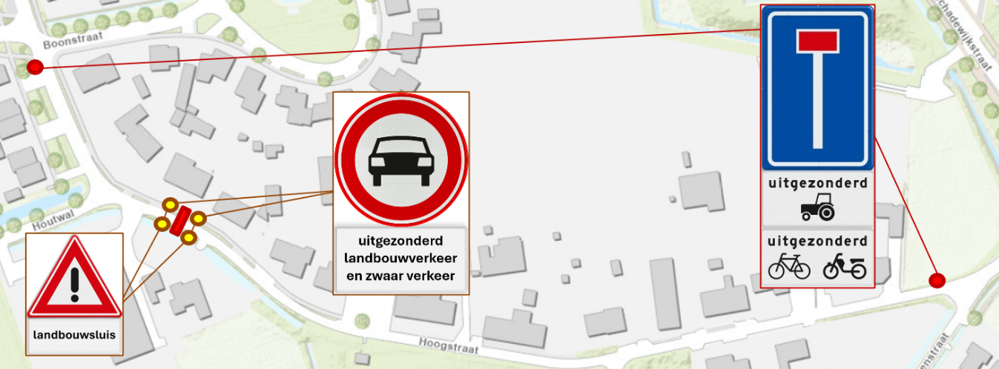 Boonstraat
Schadewijkstraat
uitgezonderd
uitgezonderd
uitgezonderd
landbouwverkeer
en zwaar verkeer
Houtwal
landbouwsluis
Hoogstraat